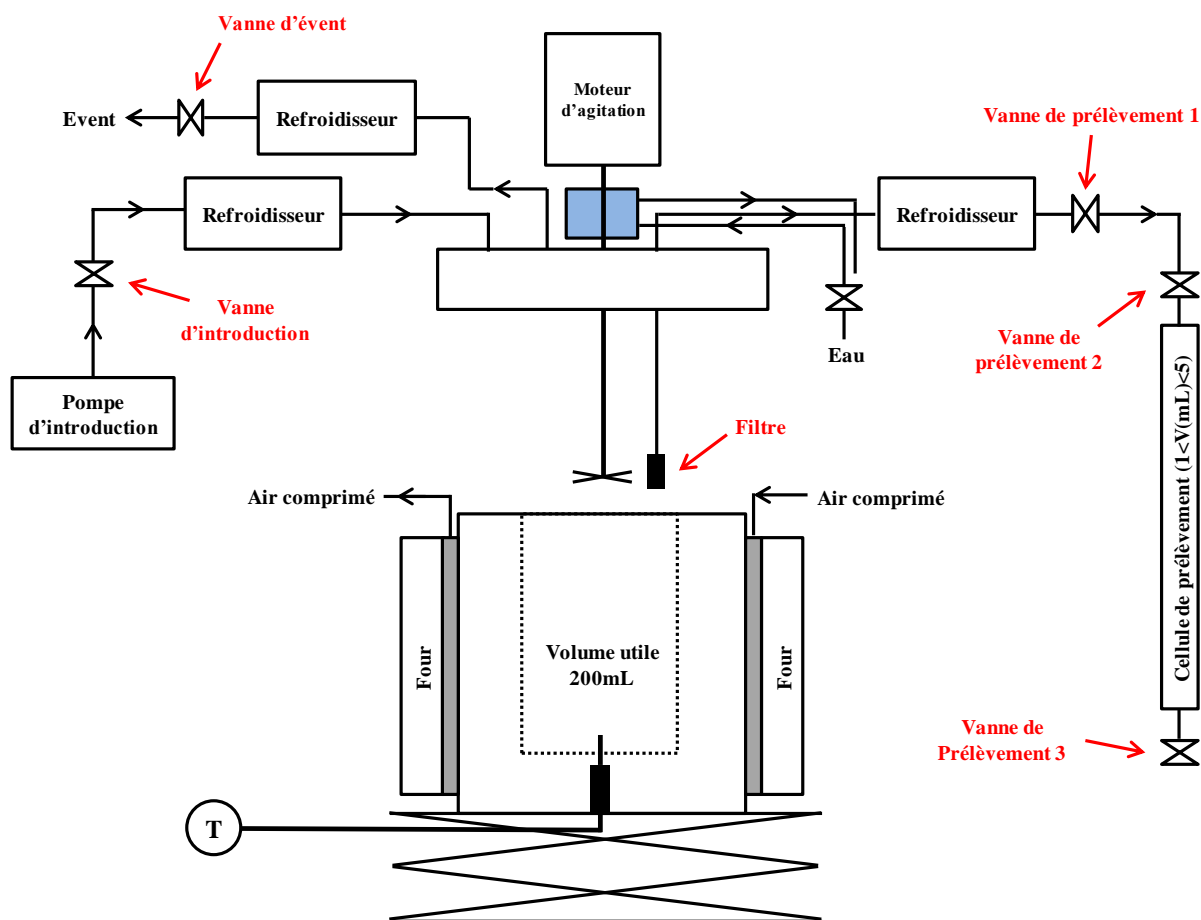 Vanne d'évent
Event
Refroidisseur
Moteur
d'agitation
Vanne de prélèvement 1
Refroidisseur
Refroidisseur
Vanne
d'introduction
Pompe
d'introduction
Eau
Vanne de
prélèvement 2
Filtre
Air comprimé
Air comprimé
Four
Volume utile
200mL
Four
Cellule de prélèvement (1<V(mL)<5)
Vanne de
Prélèvement 3
T